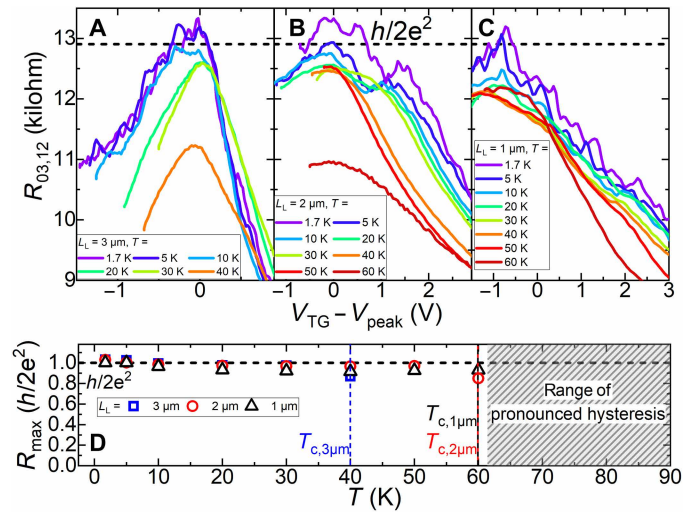 A
B
C
h/2e²
R03,12 (kilohm)
13
12
11
10
9
LL = 3 µm, T =
1.7 K 5 K 10 K
20 K 30 K 40 K
LL = 2 µm, T =
1.7 K 5 K
10 K 20 K
30 K 40 K
50 K 60 K
LL = 1 µm, T =
1.7 K
5 K
10 K
20 K
30 K
40 K
50 K
60 K
−1 0 −1 0 1 2 −1 0 1 2 3
VTG − Vpeak (V)
Rmax (h/2e²)
1.0
0.8
0.6
0.4
0.2
0.0
h/2e²
LL = 3 µm 2 µm 1 µm
D
Tc,3µm
Tc,1µm
Tc,2µm
Range of
pronounced hysteresis
0 10 20 30 40 50 60 70 80 90
T (K)